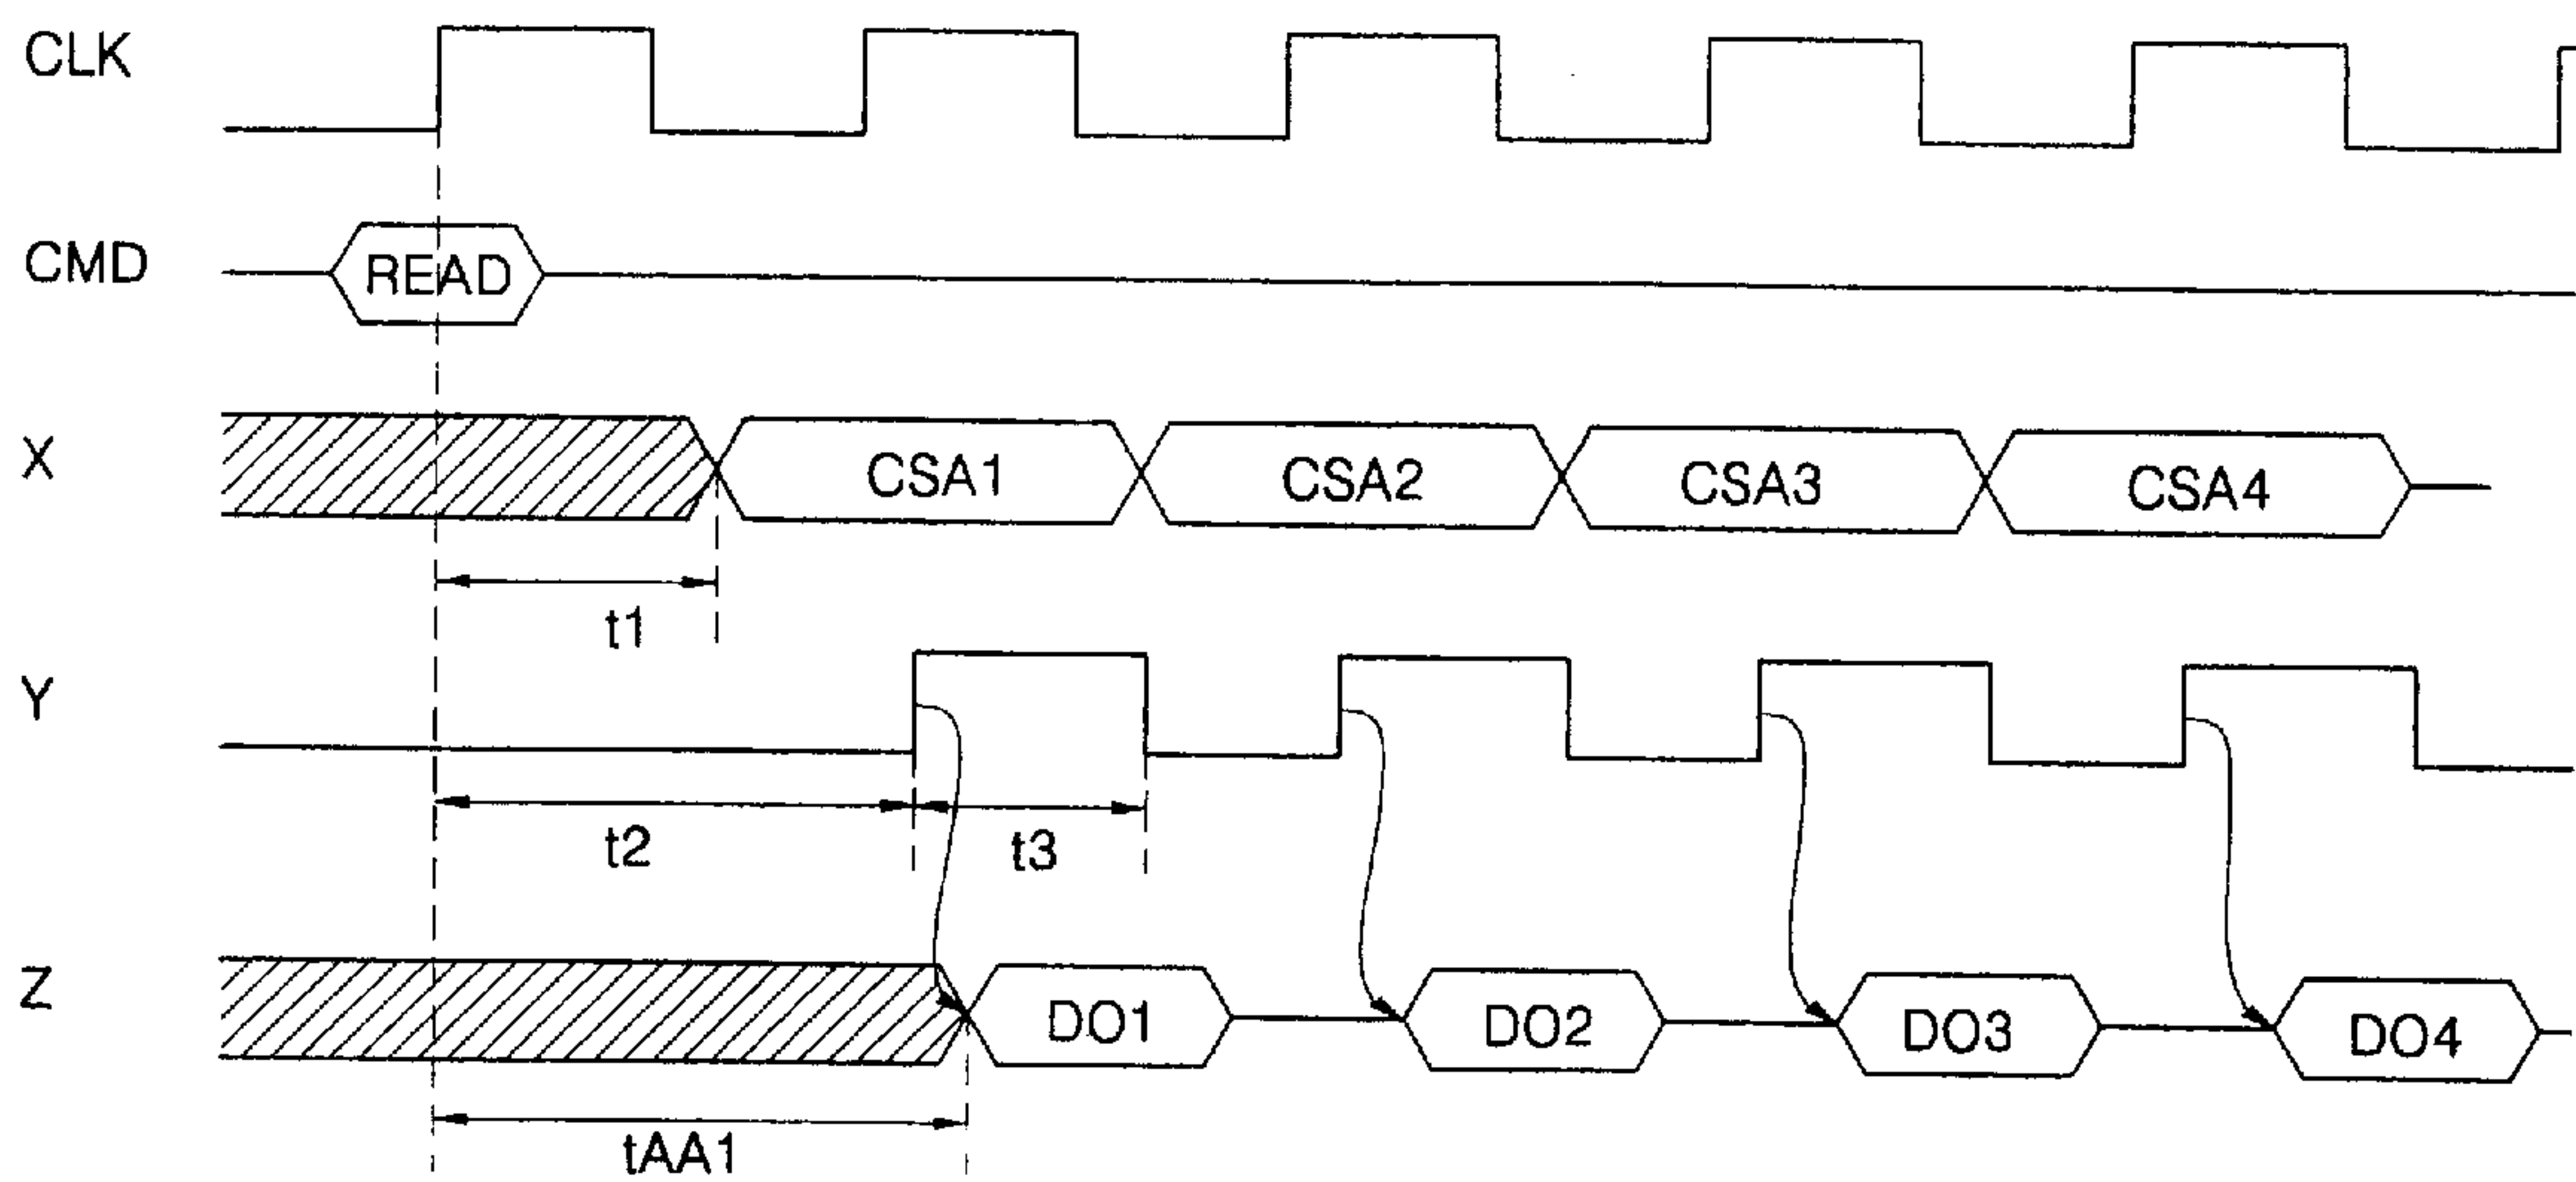 CLK
CMD READ
X CSA1 CSA2 CSA3 CSA4
t1
Y
t2 t3
Z DO1 DO2 DO3 DO4
tAA1